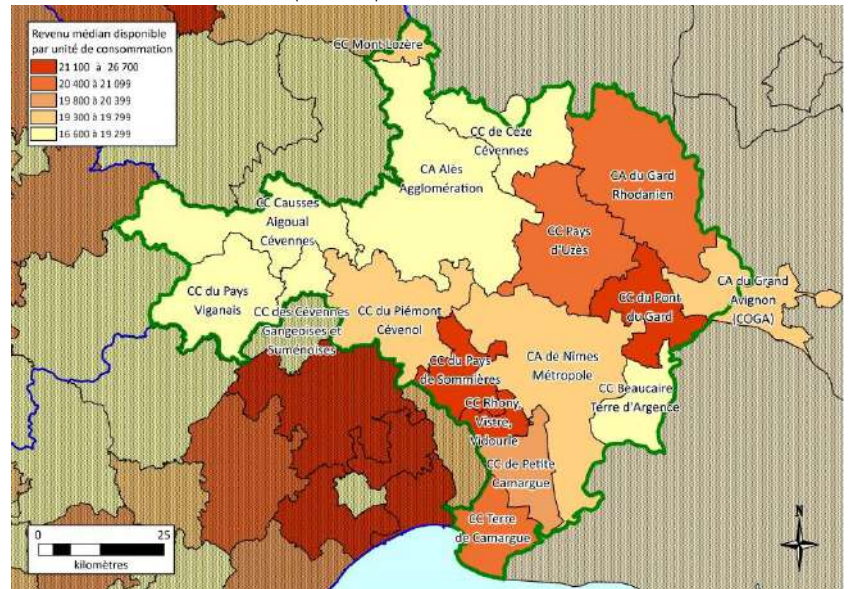 Revenu médian disponible
par unité de consommation
21 100 à 26 700
20 400 à 21 099
19 800 à 20 399
19 300 à 19 799
16 600 à 19 299
CC Mont Lozère
CC de Cèze
Cévennes
CA Alès
Agglomération
CA du Gard
Rhodanien
CC Causses
Aigoual
Cévennes
CC Pays
d'Uzès
CC du Pays
Viganais
CC des Cévennes
Gangeoises et
Suménoises
CC du Piémont
Cévenol
CC du Pont
du Gard
CA du Grand
Avignon
(COGA)
CC du Pays
de Sommières
CA de Nîmes
Métropole
CC Beaucaire
Terre d'Argence
CC Rhony,
Vistre,
Vidourle
CC de Petite
Camargue
CC Terre
de Camargue
N
0 25
kilomètres